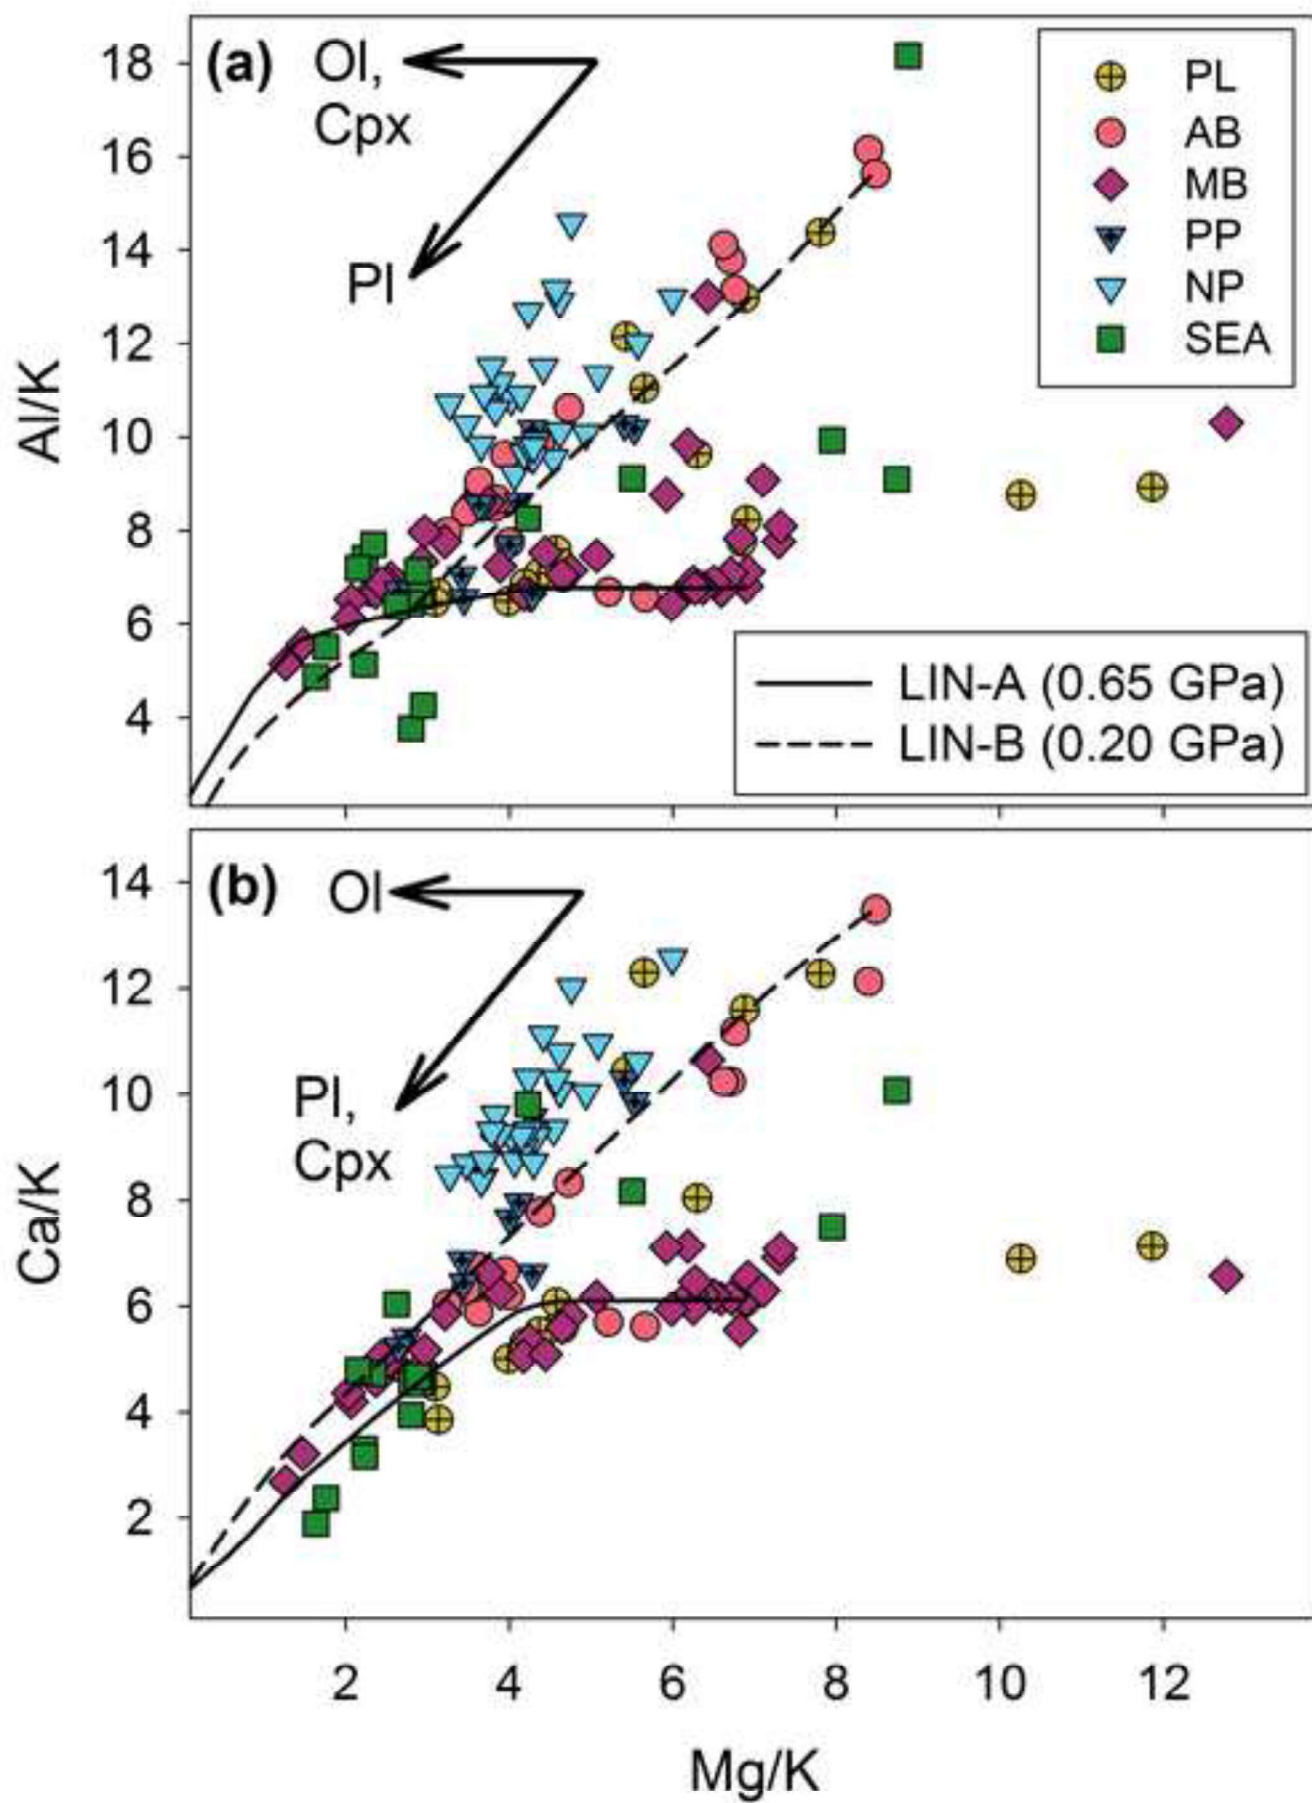 (a)
Ol,
Cpx
Pl
18
16
14
12
10
8
6
4
Al/K
PL
AB
MB
PP
NP
SEA
LIN-A (0.65 GPa)
LIN-B (0.20 GPa)
(b)
Ol
Pl,
Cpx
14
12
10
8
6
4
2
Ca/K
2 4 6 8 10 12
Mg/K